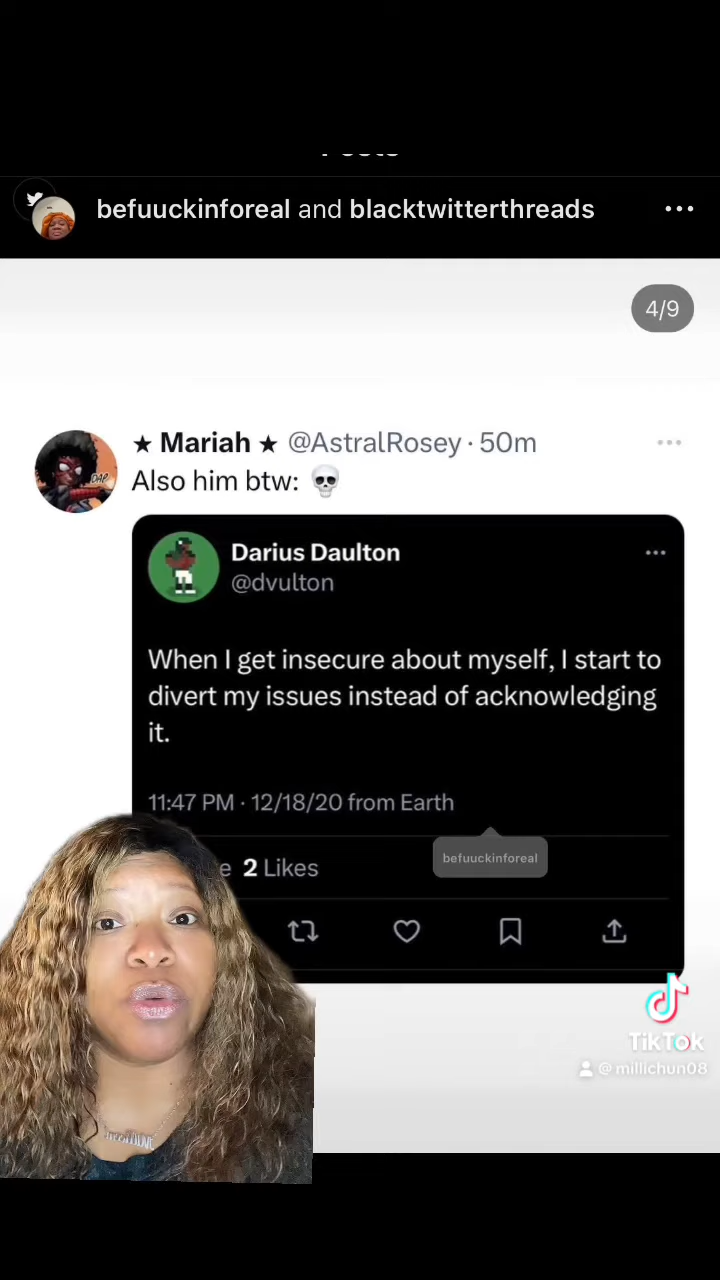 befuuckinforeal and blacktwitterthreads
4/9
★ Mariah ★ @AstralRosey · 50m
Also him btw: 💀
DAP
Darius Daulton
@dvulton
When I get insecure about myself, I start to
divert my issues instead of acknowledging
it.
11:47 PM · 12/18/20 from Earth
2 Likes
befuuckinforeal
TikTok
@millichun08